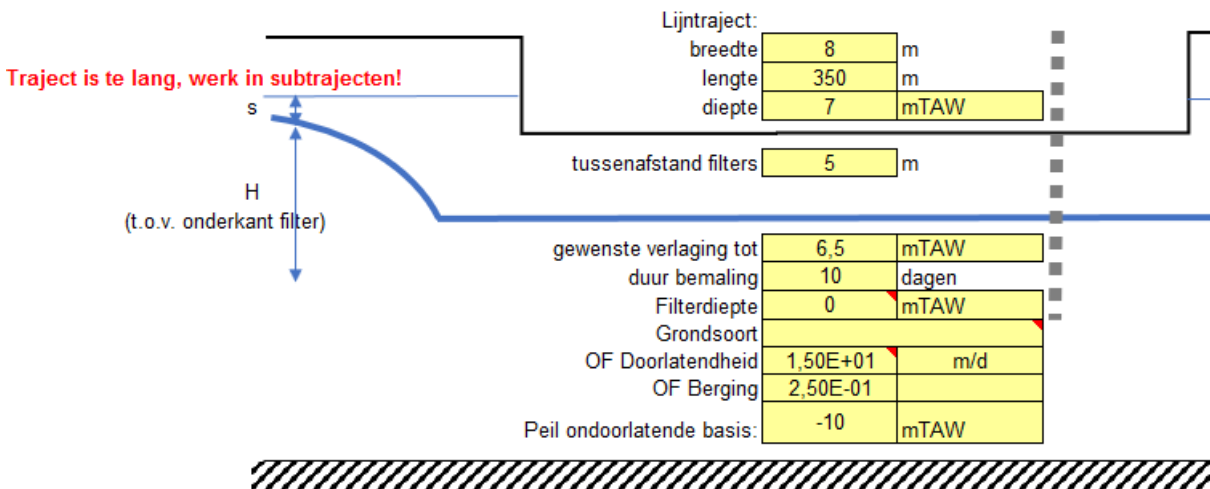 Lijntraject:
breedte 8 m
Traject is te lang, werk in subtrajecten!
lengte 350 m
s
diepte 7 mTAW
tussenafstand filters 5 m
H
(t.o.v. onderkant filter)
gewenste verlaging tot 6,5 mTAW
duur bemaling 10 dagen
Filterdiepte 0 mTAW
Grondsoort
OF Doorlatendheid 1,50E+01 m/d
OF Berging 2,50E-01
Peil ondoorlatende basis: -10 mTAW